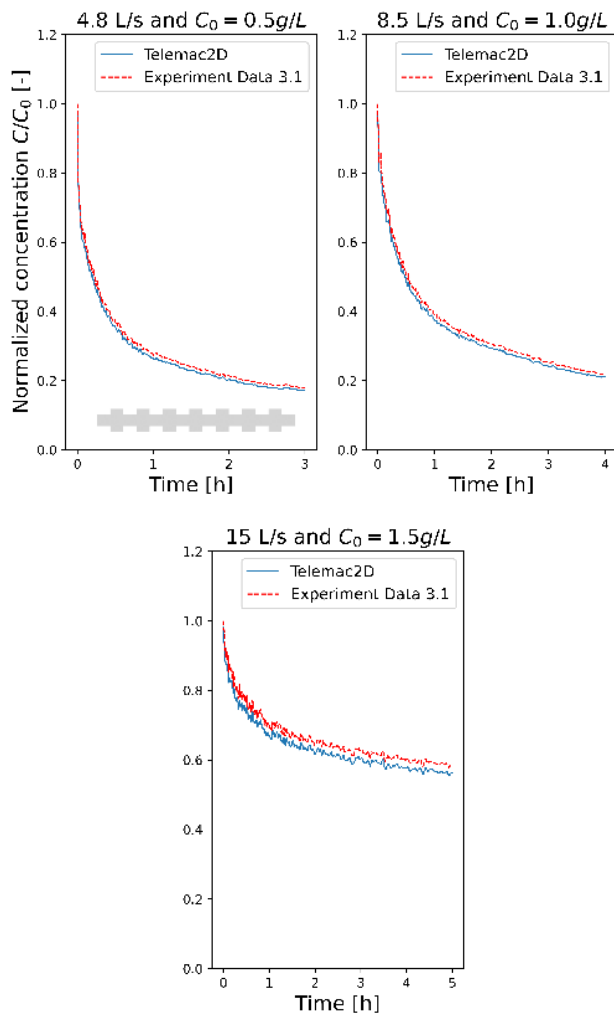 4.8 L/s and C₀ = 0.5g/L
Telemac2D
Experiment Data 3.1
Normalized concentration C/C₀ [-]
1.2
1.0
0.8
0.6
0.4
0.2
0.0
0 1 2 3
Time [h]
8.5 L/s and C₀ = 1.0g/L
Telemac2D
Experiment Data 3.1
1.2
1.0
0.8
0.6
0.4
0.2
0.0
0 1 2 3 4
Time [h]
15 L/s and C₀ = 1.5g/L
Telemac2D
Experiment Data 3.1
1.2
1.0
0.8
0.6
0.4
0.2
0.0
0 1 2 3 4 5
Time [h]